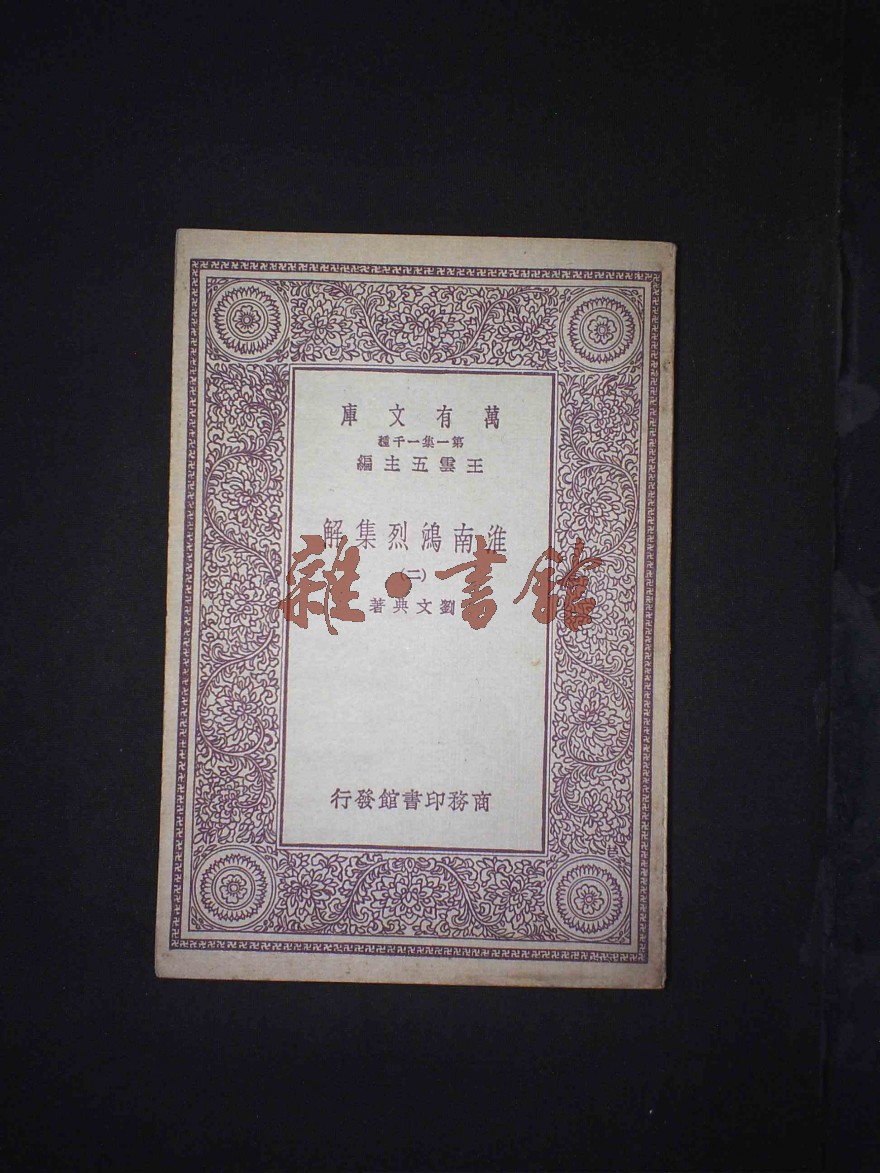 萬有文庫
第一集一千種
王雲五主編
淮南鴻烈集解
(二)
劉文典著
商務印書館發行
雜·書館